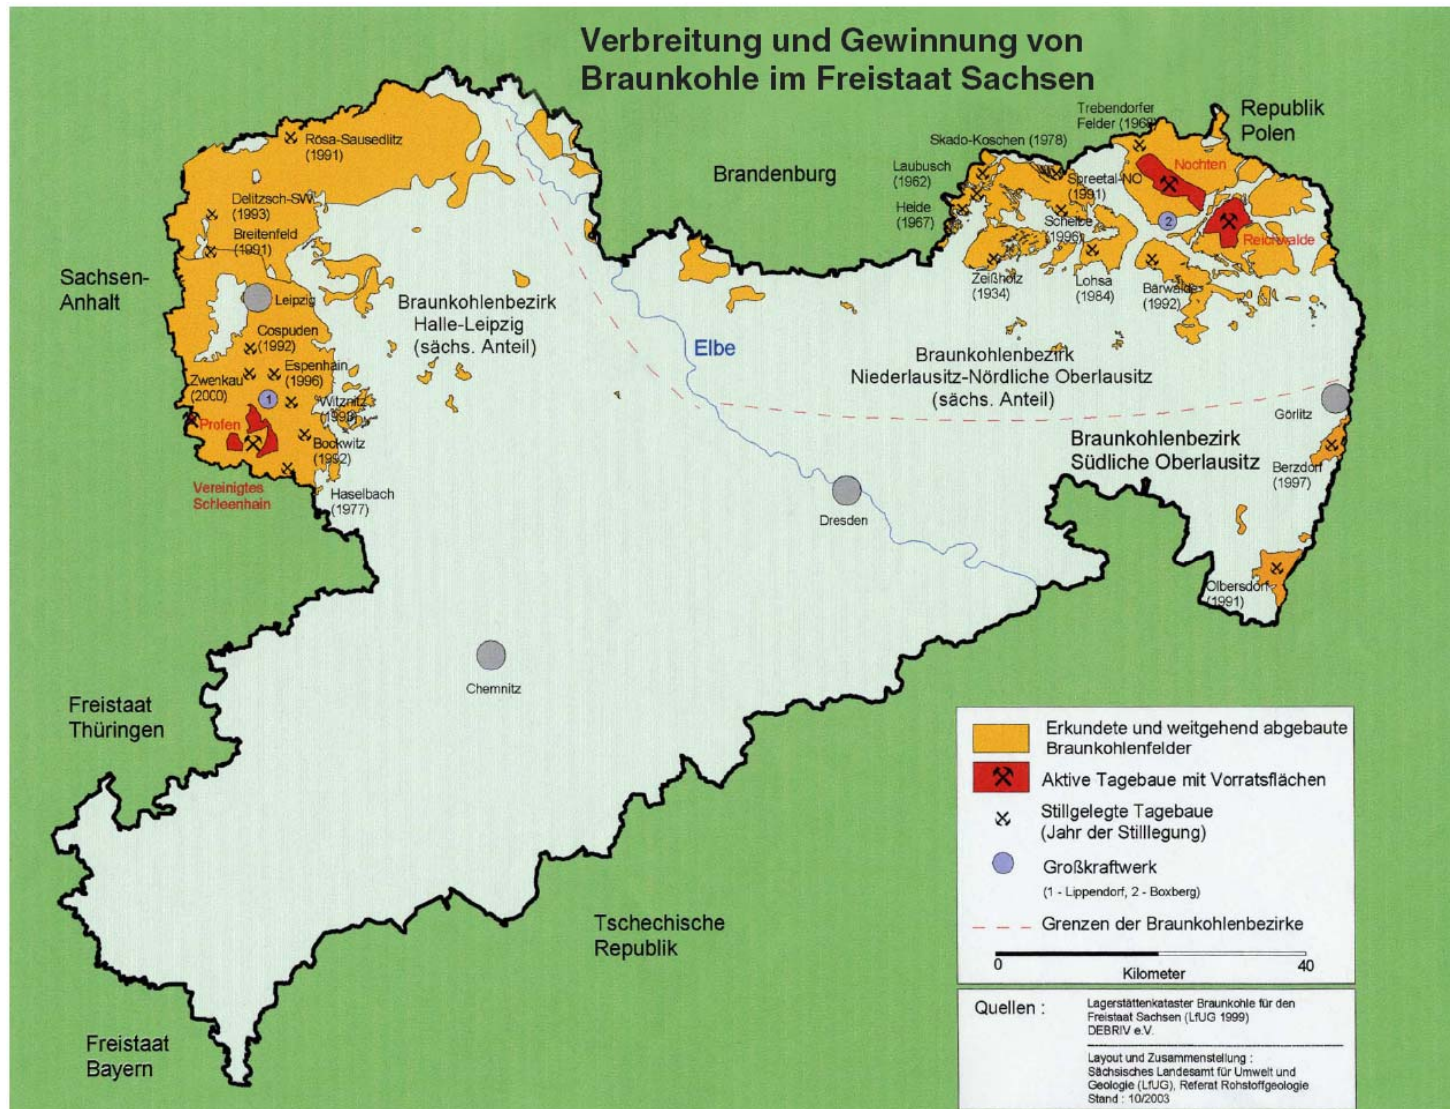 Verbreitung und Gewinnung von
Braunkohle im Freistaat Sachsen
Rösa-Sausedlitz
(1991)
Delitzsch-SW
(1993)
Breitenfeld
(1991)
Sachsen-
Anhalt
Leipzig
Cospuden
(1992)
Espenhain
(1996)
Zwenkau
(2000)
1
Witznitz
(1993)
Profen
Bockwitz
(1992)
Vereinigtes
Schleenhain
Haselbach
(1977)
Braunkohlenbezirk
Halle-Leipzig
(sächs. Anteil)
Elbe
Brandenburg
Skado-Koschen (1978)
Laubusch
(1962)
Heide
(1967)
Trebendorfer
Felder (1968)
Republik
Polen
Nochten
Spreetal-NO
(1991)
Scheibe
(1996)
2
Reichwalde
Zeißholz
(1934)
Lohsa
(1984)
Bärwalde
(1992)
Braunkohlenbezirk
Niederlausitz-Nördliche Oberlausitz
(sächs. Anteil)
Görlitz
Braunkohlenbezirk
Südliche Oberlausitz
Berzdorf
(1997)
Olbersdorf
(1991)
Dresden
Chemnitz
Freistaat
Thüringen
Tschechische
Republik
Freistaat
Bayern
Erkundete und weitgehend abgebaute
Braunkohlenfelder
Aktive Tagebaue mit Vorratsflächen
Stillgelegte Tagebaue
(Jahr der Stilllegung)
Großkraftwerk
(1 - Lippendorf, 2 - Boxberg)
Grenzen der Braunkohlenbezirke
0 40
Kilometer
Quellen :
Lagerstättenkataster Braunkohle für den
Freistaat Sachsen (LfUG 1999)
DEBRIV e.V.
Layout und Zusammenstellung :
Sächsisches Landesamt für Umwelt und
Geologie (LfUG), Referat Rohstoffgeologie
Stand : 10/2003